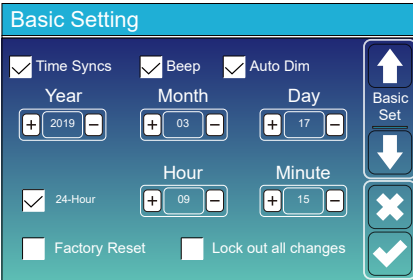 Basic Setting
Time Syncs Beep Auto Dim
Year Month Day
+ 2019 − + 03 − + 17 −
Basic
Set
Hour Minute
24-Hour + 09 − + 15 −
Factory Reset Lock out all changes